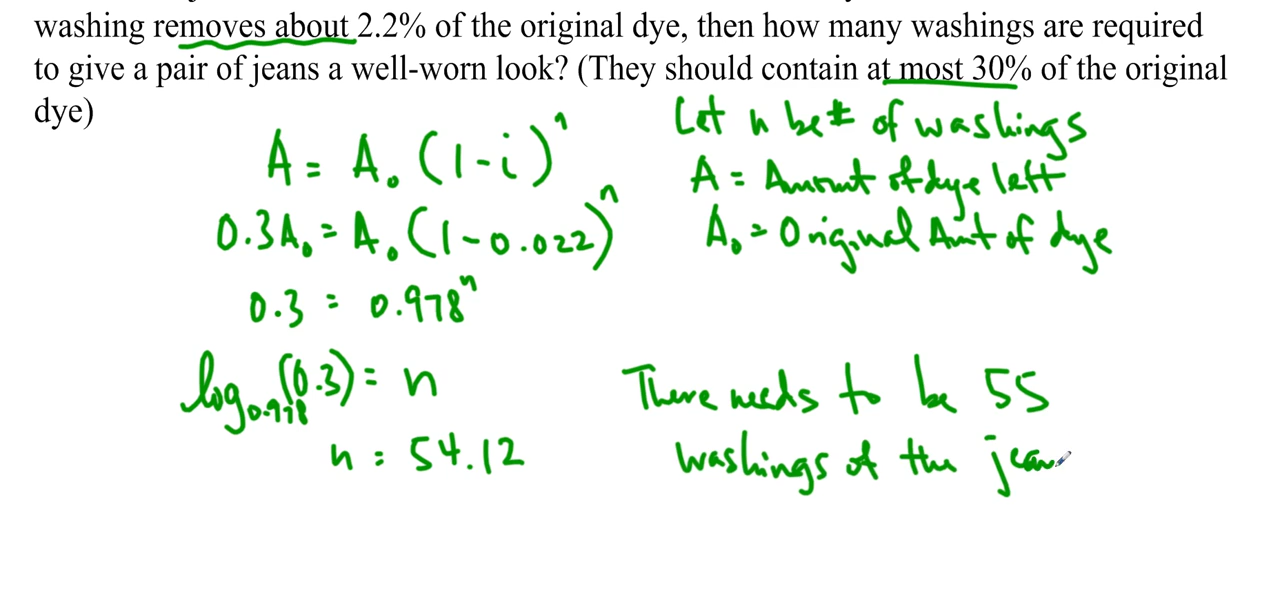 washing removes about 2.2% of the original dye, then how many washings are required
to give a pair of jeans a well-worn look? (They should contain at most 30% of the original
dye)
Let n be # of washings
A = A₀(1-i)ⁿ
A = Amount of dye left
0.3A₀ = A₀(1-0.022)ⁿ
A₀ = Original Amt of dye
0.3 = 0.978ⁿ
log₀.₉₇₈(0.3) = n
There needs to be 55
n = 54.12
washings of the jean